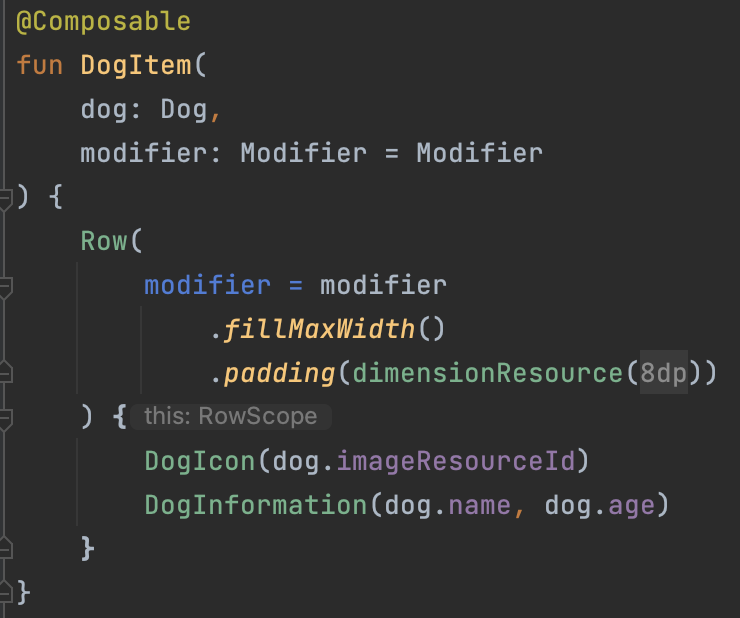 @Composable
fun DogItem(
    dog: Dog,
    modifier: Modifier = Modifier
) {
    Row(
        modifier = modifier
            .fillMaxWidth()
            .padding(dimensionResource(8dp))
    ) { this: RowScope
        DogIcon(dog.imageResourceId)
        DogInformation(dog.name, dog.age)
    }
}